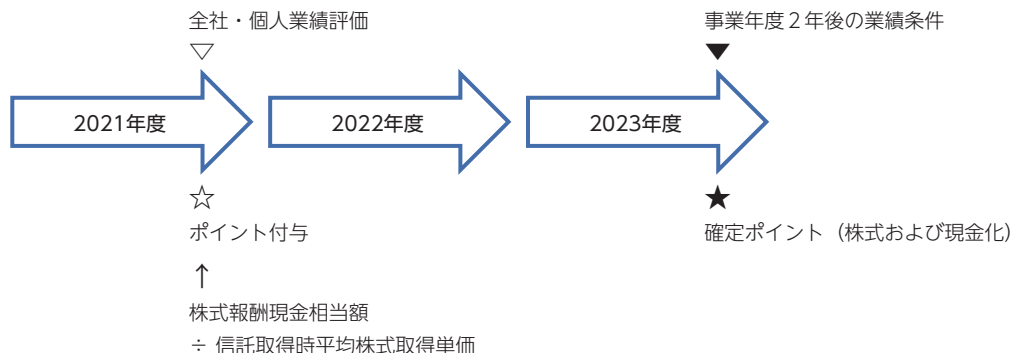 全社・個人業績評価
事業年度２年後の業績条件
▽
▼
2021年度
2022年度
2023年度
☆
★
ポイント付与
確定ポイント（株式および現金化）
↑
株式報酬現金相当額
÷ 信託取得時平均株式取得単価